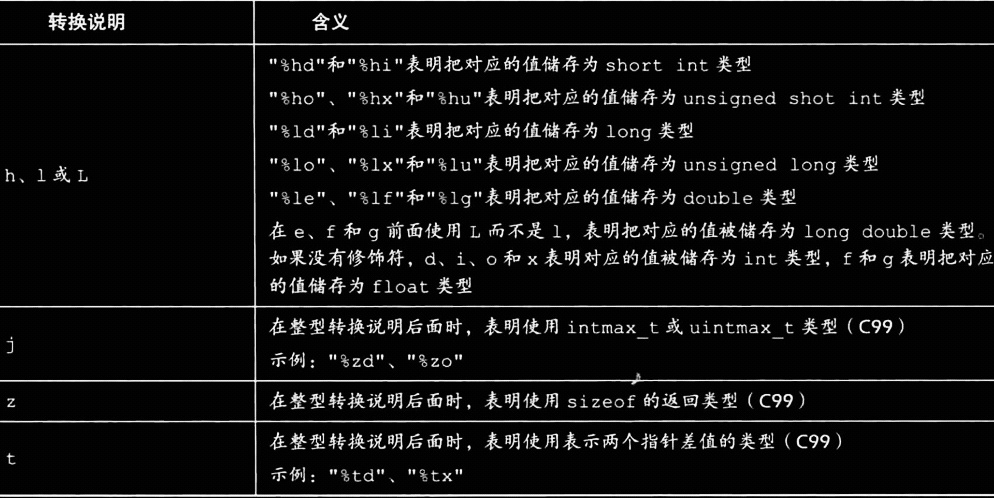 转换说明 含义
h、l或L
"%hd"和"%hi"表明把对应的值储存为 short int 类型
"%ho"、"%hx"和"%hu"表明把对应的值储存为 unsigned shot int 类型
"%ld"和"%li"表明把对应的值储存为 long 类型
"%lo"、"%lx"和"%lu"表明把对应的值储存为 unsigned long 类型
"%le"、"%lf"和"%lg"表明把对应的值储存为 double 类型
在 e、f 和 g 前面使用 L 而不是 l，表明把对应的值被储存为 long double 类型。
如果没有修饰符，d、i、o 和 x 表明对应的值被储存为 int 类型，f 和 g 表明把对应
的值储存为 float 类型
j
在整型转换说明后面时，表明使用 intmax_t 或 uintmax_t 类型（C99）
示例："%zd"、"%zo"
z
在整型转换说明后面时，表明使用 sizeof 的返回类型（C99）
t
在整型转换说明后面时，表明使用表示两个指针差值的类型（C99）
示例："%td"、"%tx"